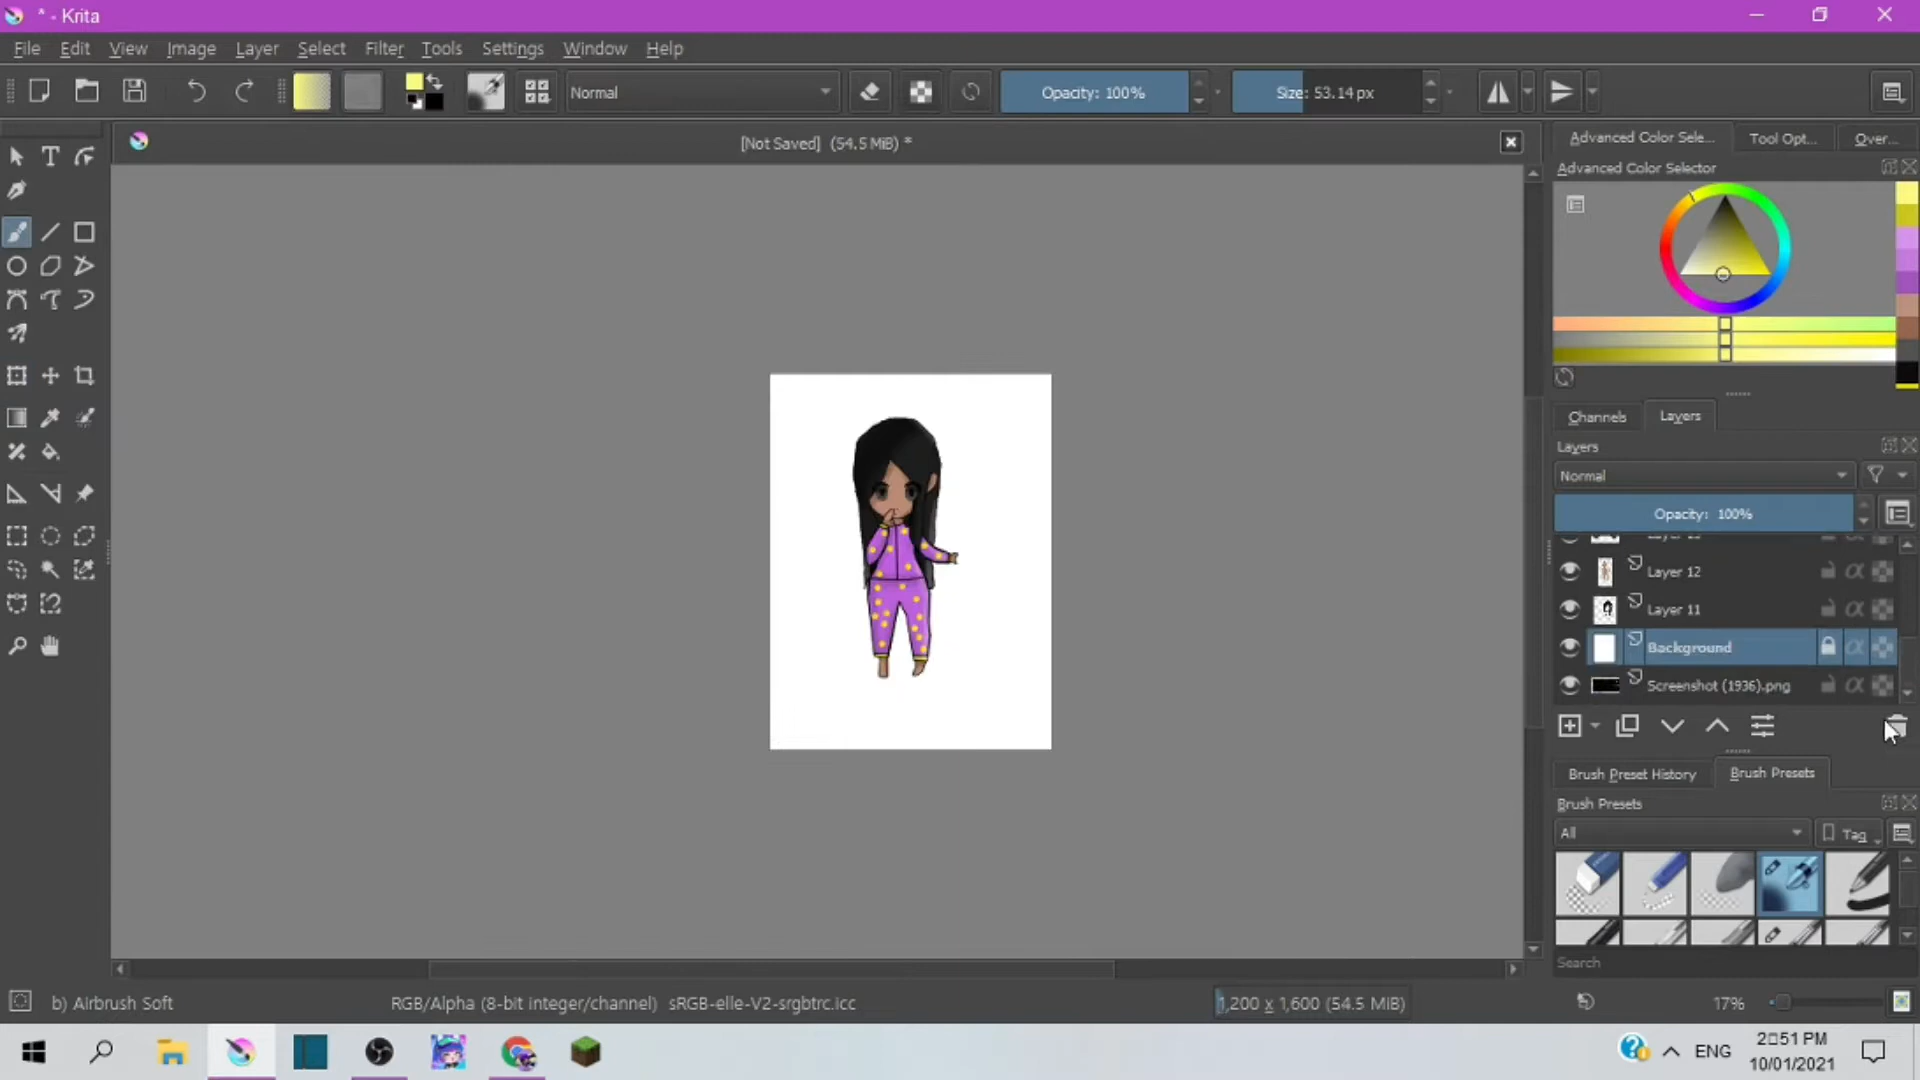 * - Krita
File Edit View Image Layer Select Filter Tools Settings Window Help
Normal
Opacity: 100%
Size: 53.14 px
[Not Saved] (54.5 MiB) *
Advanced Color Sele...
Tool Opt...
Over...
Advanced Color Selector
Channels
Layers
Layers
Normal
Opacity: 100%
Layer 12
Layer 11
Background
Screenshot (1936).png
Brush Preset History
Brush Presets
Brush Presets
All
Tag
Search
b) Airbrush Soft
RGB/Alpha (8-bit integer/channel) sRGB-elle-V2-srgbtrc.icc
1,200 x 1,600 (54.5 MiB)
17%
ENG
2:51 PM
10/01/2021